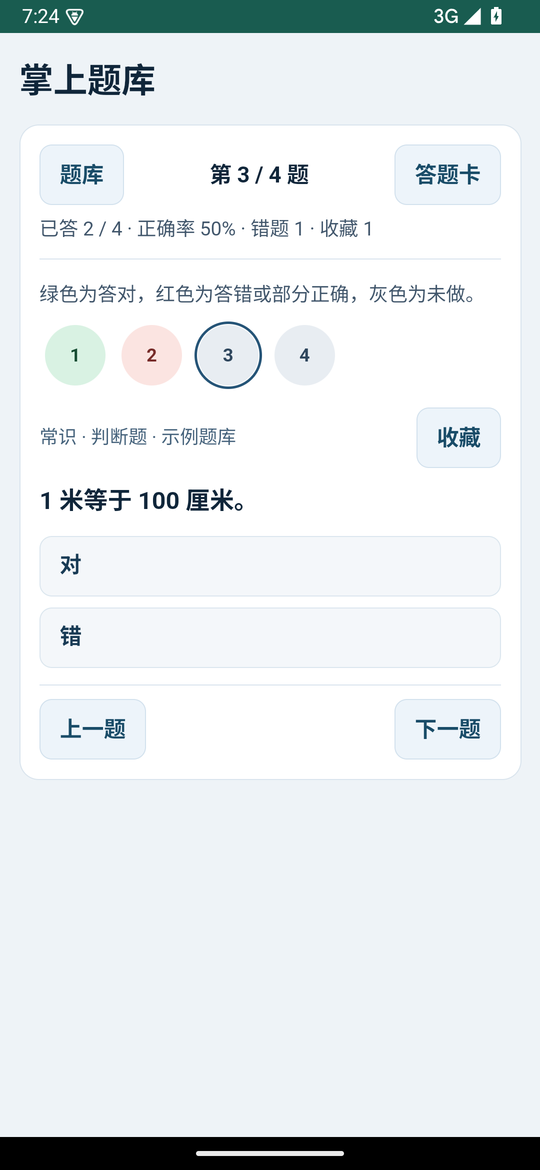 7:24
3G
掌上题库
题库
第 3 / 4 题
答题卡
已答 2 / 4 · 正确率 50% · 错题 1 · 收藏 1
绿色为答对，红色为答错或部分正确，灰色为未做。
1 2 3 4
常识 · 判断题 · 示例题库
收藏
1 米等于 100 厘米。
对
错
上一题
下一题